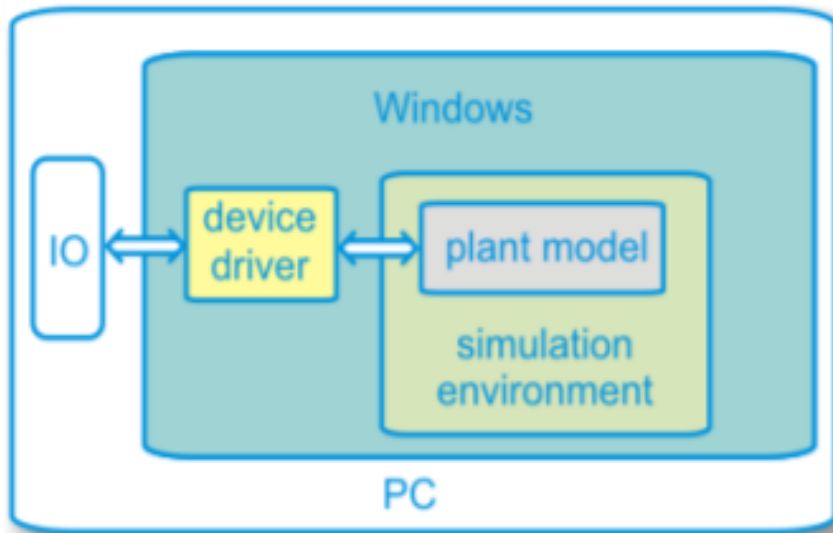 Windows
IO
device
driver
plant model
simulation
environment
PC